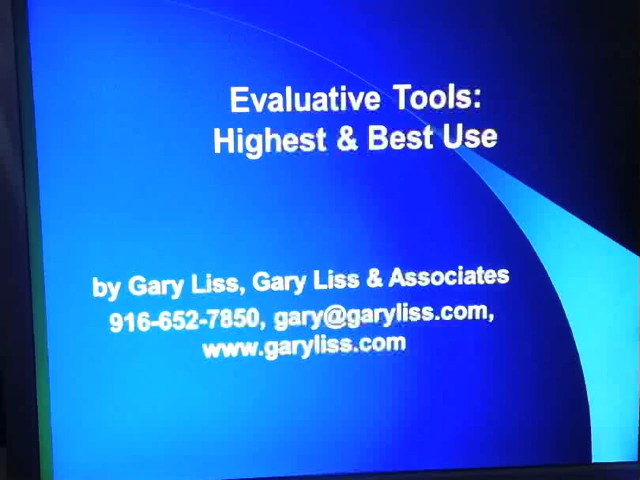 Evaluative Tools:
Highest & Best Use
by Gary Liss, Gary Liss & Associates
916-652-7850, gary@garyliss.com,
www.garyliss.com